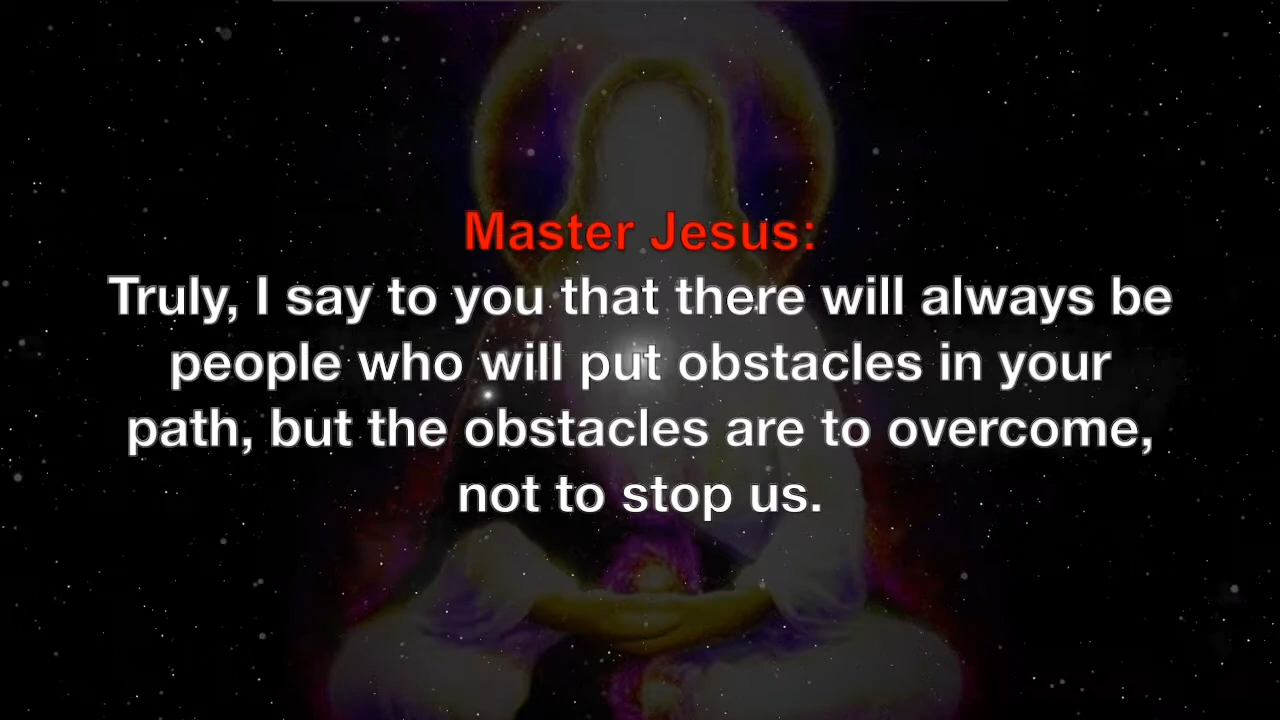 Master Jesus:
Truly, I say to you that there will always be
people who will put obstacles in your
path, but the obstacles are to overcome,
not to stop us.